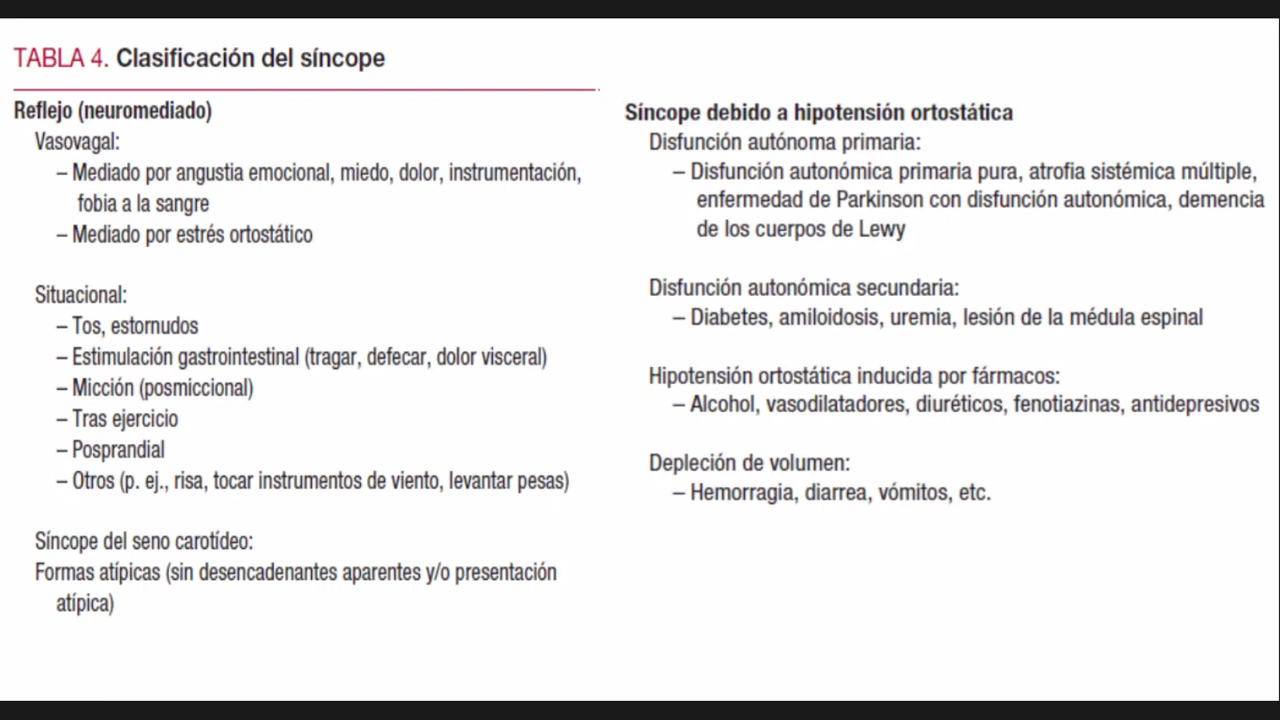 TABLA 4. Clasificación del síncope
Reflejo (neuromediado)
Vasovagal:
– Mediado por angustia emocional, miedo, dolor, instrumentación,
fobia a la sangre
– Mediado por estrés ortostático
Situacional:
– Tos, estornudos
– Estimulación gastrointestinal (tragar, defecar, dolor visceral)
– Micción (posmiccional)
– Tras ejercicio
– Posprandial
– Otros (p. ej., risa, tocar instrumentos de viento, levantar pesas)
Síncope del seno carotídeo:
Formas atípicas (sin desencadenantes aparentes y/o presentación
atípica)
Síncope debido a hipotensión ortostática
Disfunción autónoma primaria:
– Disfunción autonómica primaria pura, atrofia sistémica múltiple,
enfermedad de Parkinson con disfunción autonómica, demencia
de los cuerpos de Lewy
Disfunción autonómica secundaria:
– Diabetes, amiloidosis, uremia, lesión de la médula espinal
Hipotensión ortostática inducida por fármacos:
– Alcohol, vasodilatadores, diuréticos, fenotiazinas, antidepresivos
Depleción de volumen:
– Hemorragia, diarrea, vómitos, etc.